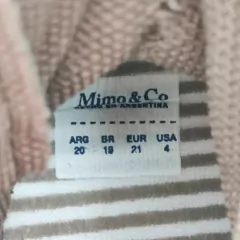 Mimo & Co
ARG BR EUR USA
20 19 21 4